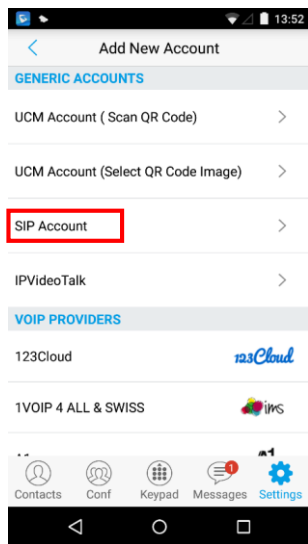 13:52
Add New Account
GENERIC ACCOUNTS
UCM Account ( Scan QR Code)
UCM Account (Select QR Code Image)
SIP Account
IPVideoTalk
VOIP PROVIDERS
123Cloud 123Cloud
1VOIP 4 ALL & SWISS ims
1
Contacts Conf Keypad Messages Settings